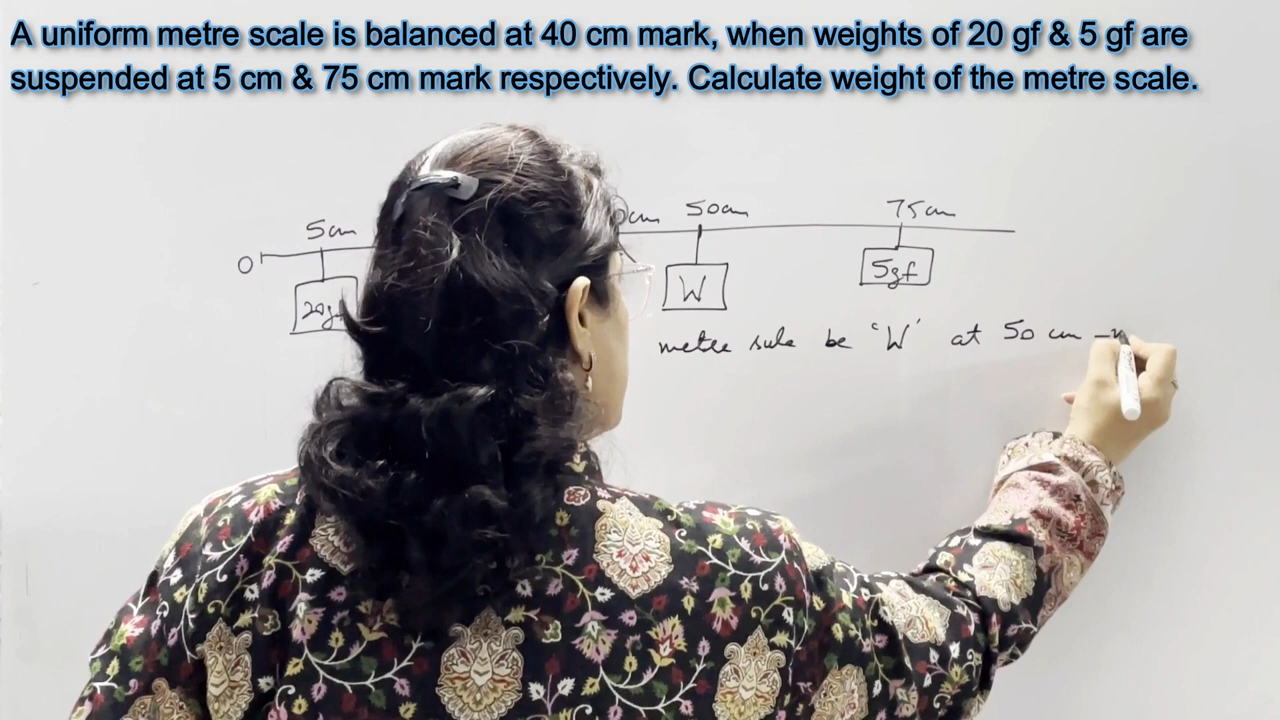 A uniform metre scale is balanced at 40 cm mark, when weights of 20 gf & 5 gf are
suspended at 5 cm & 75 cm mark respectively. Calculate weight of the metre scale.
5cm 50cm 75cm
0
20gf W 5gf
metre rule be 'W' at 50 cm